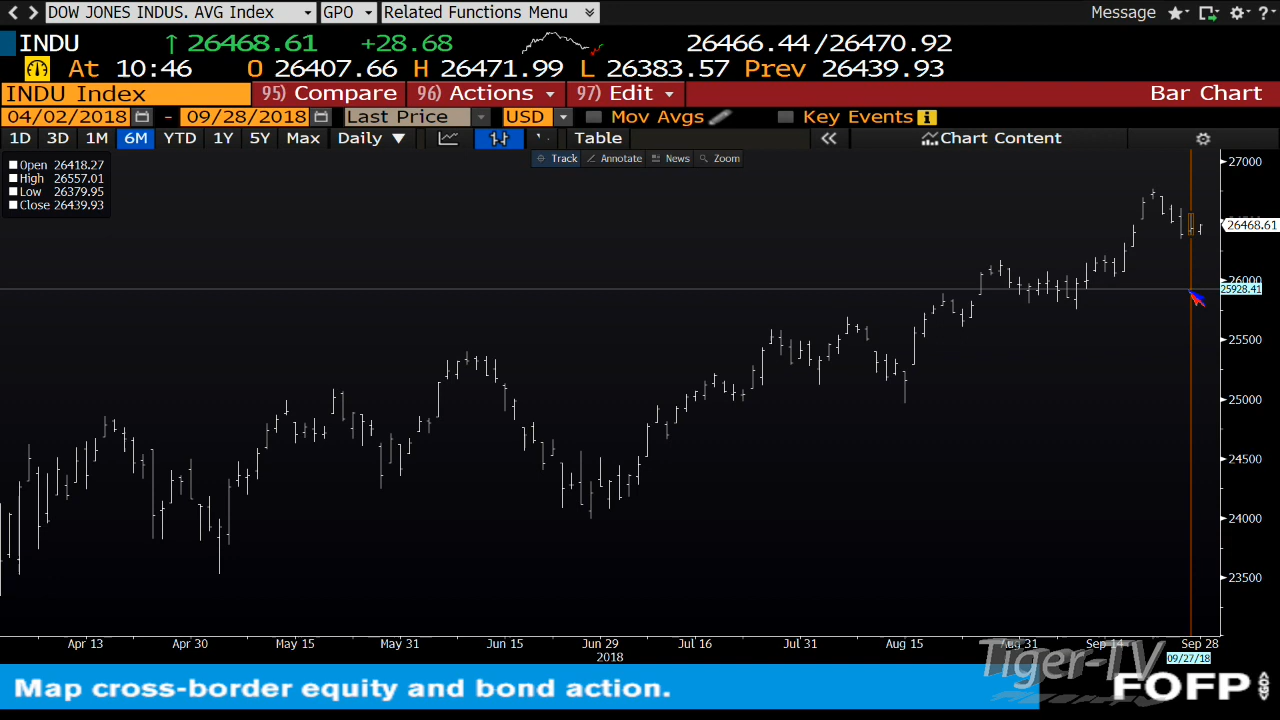 DOW JONES INDUS. AVG Index GPO Related Functions Menu Message ?
INDU ↑ 26468.61 +28.68 26466.44/26470.92
At 10:46 O 26407.66 H 26471.99 L 26383.57 Prev 26439.93
INDU Index 95) Compare 96) Actions 97) Edit Bar Chart
04/02/2018 - 09/28/2018 Last Price USD Mov Avgs Key Events i
1D 3D 1M 6M YTD 1Y 5Y Max Daily ▼ Table « Chart Content
Track Annotate News Zoom
Open 26418.27
High 26557.01
Low 26379.95
Close 26439.93
27000
26468.61
26000
25928.41
25500
25000
24500
24000
23500
Apr 13 Apr 30 May 15 May 31 Jun 15 Jun 29 Jul 16 Jul 31 Aug 15 Aug 31 Sep 14 Sep 28
2018
09/27/18
Tiger-TV
Map cross-border equity and bond action.
FOFP <GO>